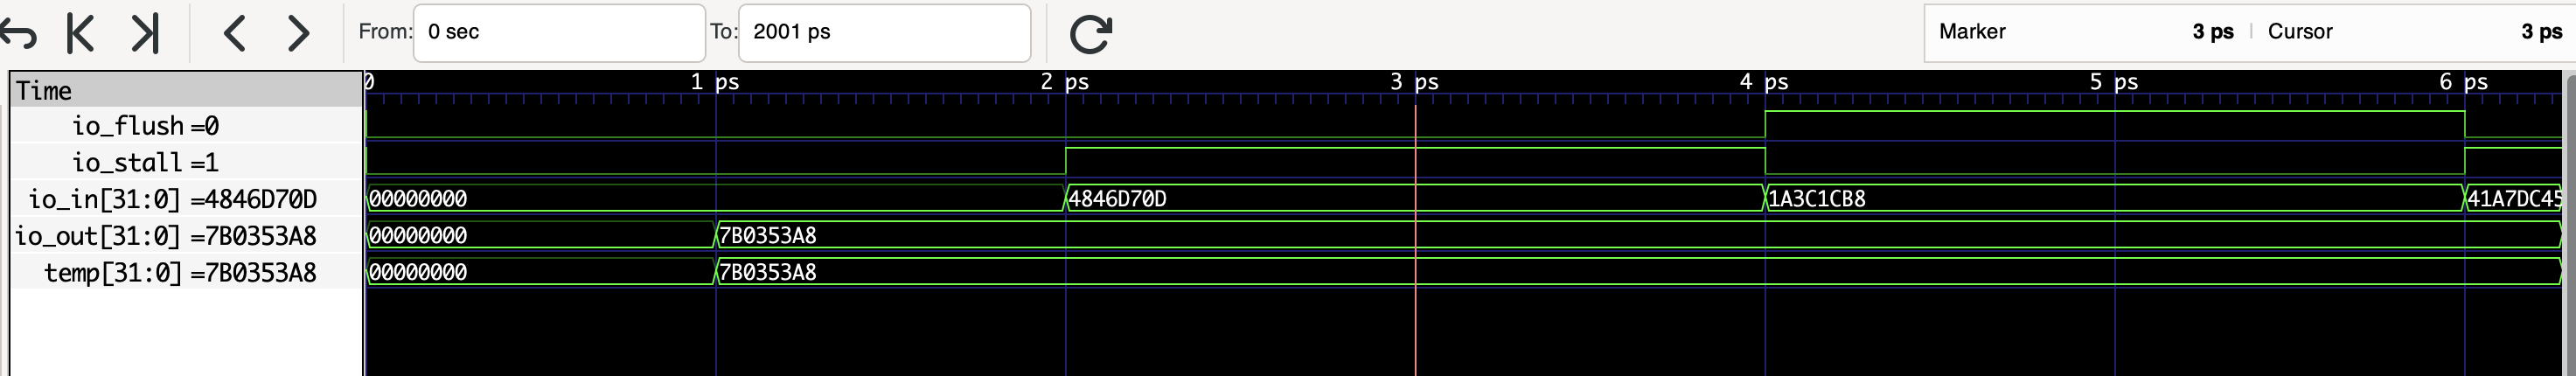 From: 0 sec To: 2001 ps Marker 3 ps Cursor 3 ps
Time 0 1 ps 2 ps 3 ps 4 ps 5 ps 6 ps
io_flush =0
io_stall =1
io_in[31:0] =4846D70D 00000000 4846D70D 1A3C1CB8 41A7DC45
io_out[31:0] =7B0353A8 00000000 7B0353A8
temp[31:0] =7B0353A8 00000000 7B0353A8